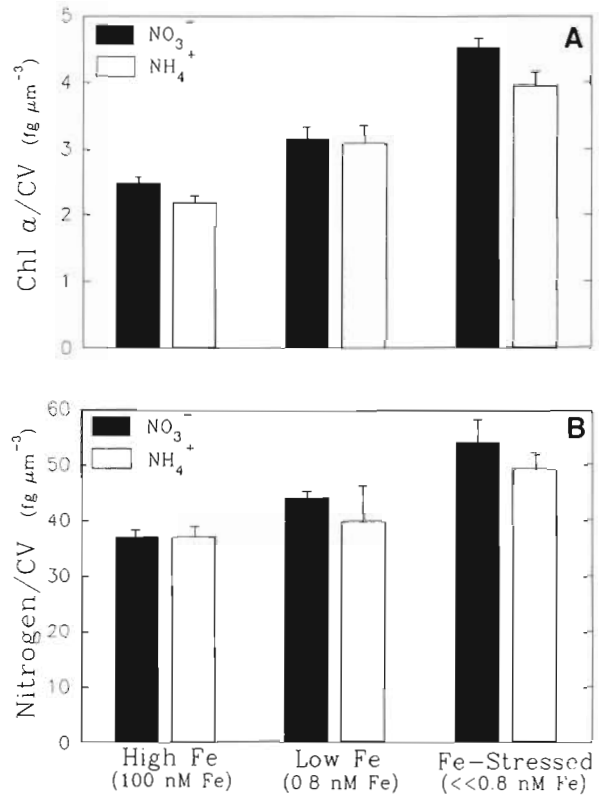 5
4
3
2
1
0
Chl a/CV (fg μm⁻³)
NO₃⁻
NH₄⁺
A
60
50
40
30
20
10
0
Nitrogen/CV (fg μm⁻³)
NO₃⁻
NH₄⁺
B
High Fe Low Fe Fe-Stressed
(100 nM Fe) (0 8 nM Fe) (<<0.8 nM Fe)